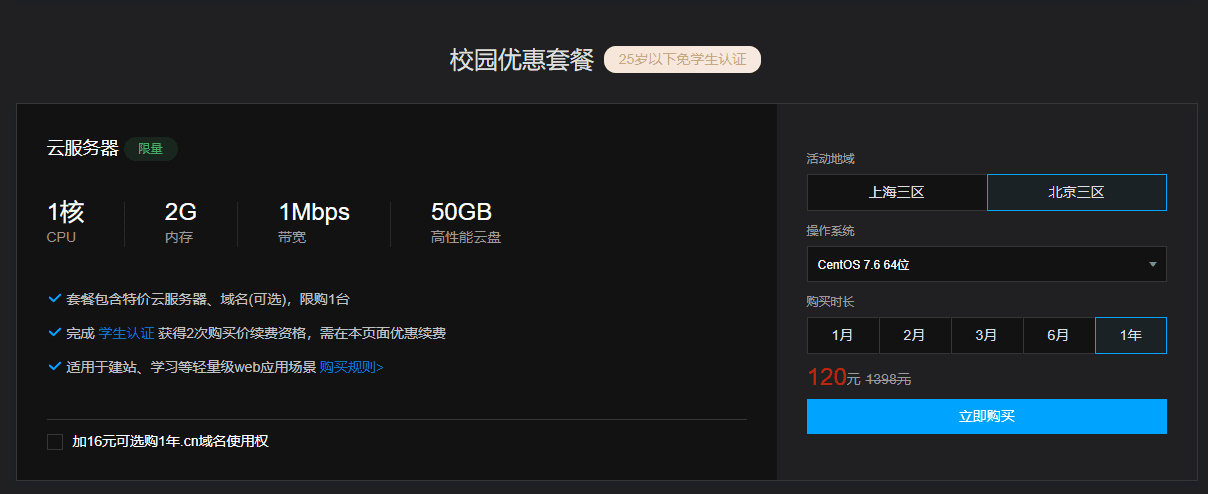 校园优惠套餐 25岁以下免学生认证
云服务器 限量
1核 2G 1Mbps 50GB
CPU 内存 带宽 高性能云盘
套餐包含特价云服务器、域名(可选)，限购1台
完成 学生认证 获得2次购买价续费资格，需在本页面优惠续费
适用于建站、学习等轻量级web应用场景 购买规则>
加16元可选购1年.cn域名使用权
活动地域
上海三区 北京三区
操作系统
CentOS 7.6 64位
购买时长
1月 2月 3月 6月 1年
120元 1398元
立即购买